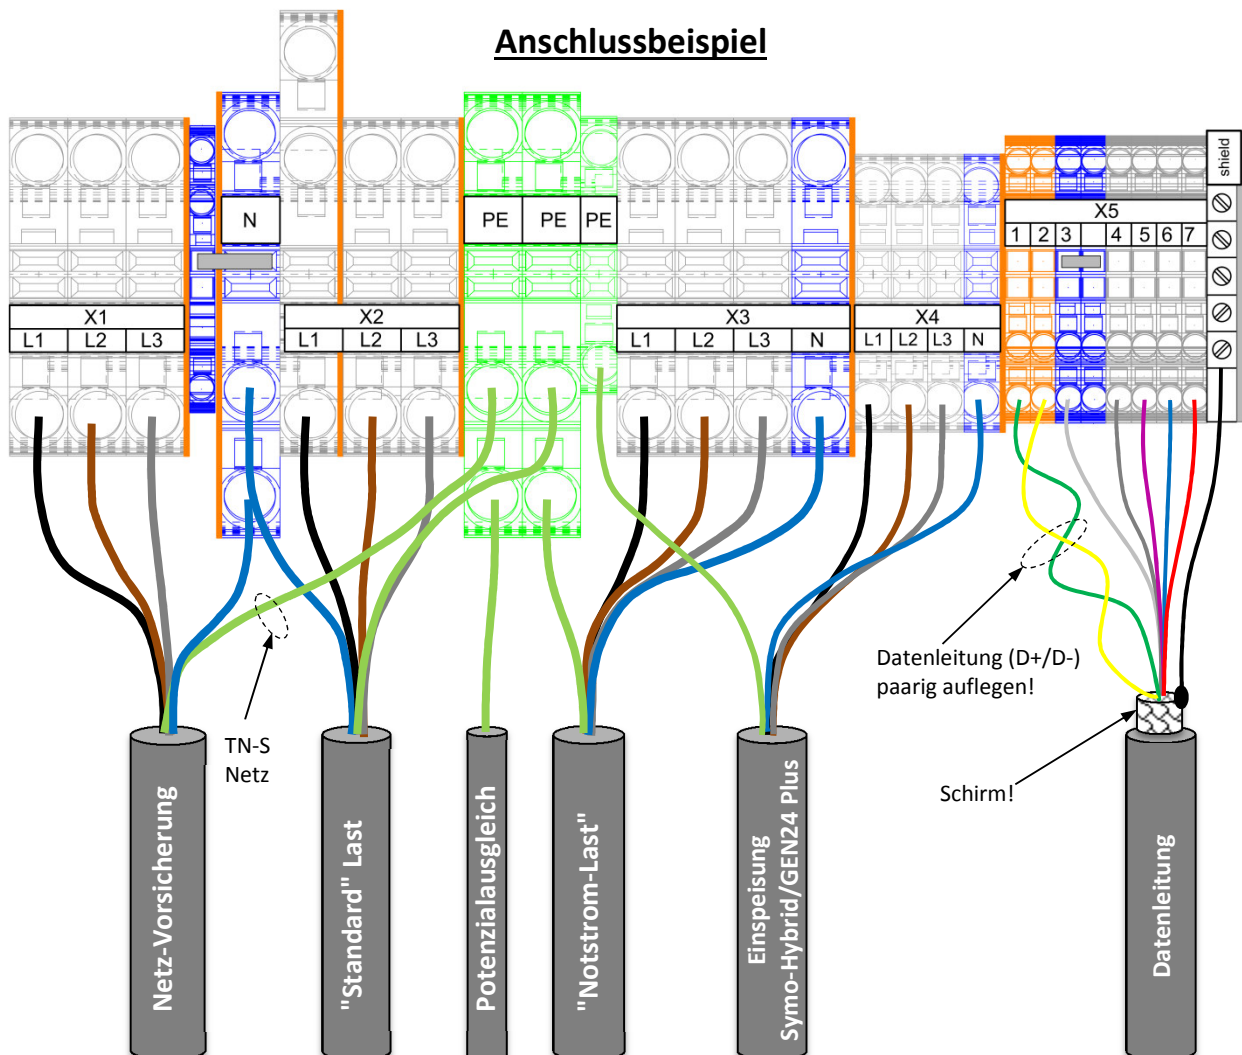 Anschlussbeispiel
shield
N
PE PE PE
X5
1 2 3 4 5 6 7
X1
L1 L2 L3
X2
L1 L2 L3
X3
L1 L2 L3 N
X4
L1 L2 L3 N
Datenleitung (D+/D-)
paarig auflegen!
TN-S
Netz
Schirm!
Netz-Vorsicherung
"Standard" Last
Potenzialausgleich
"Notstrom-Last"
Einspeisung
Symo-Hybrid/GEN24 Plus
Datenleitung